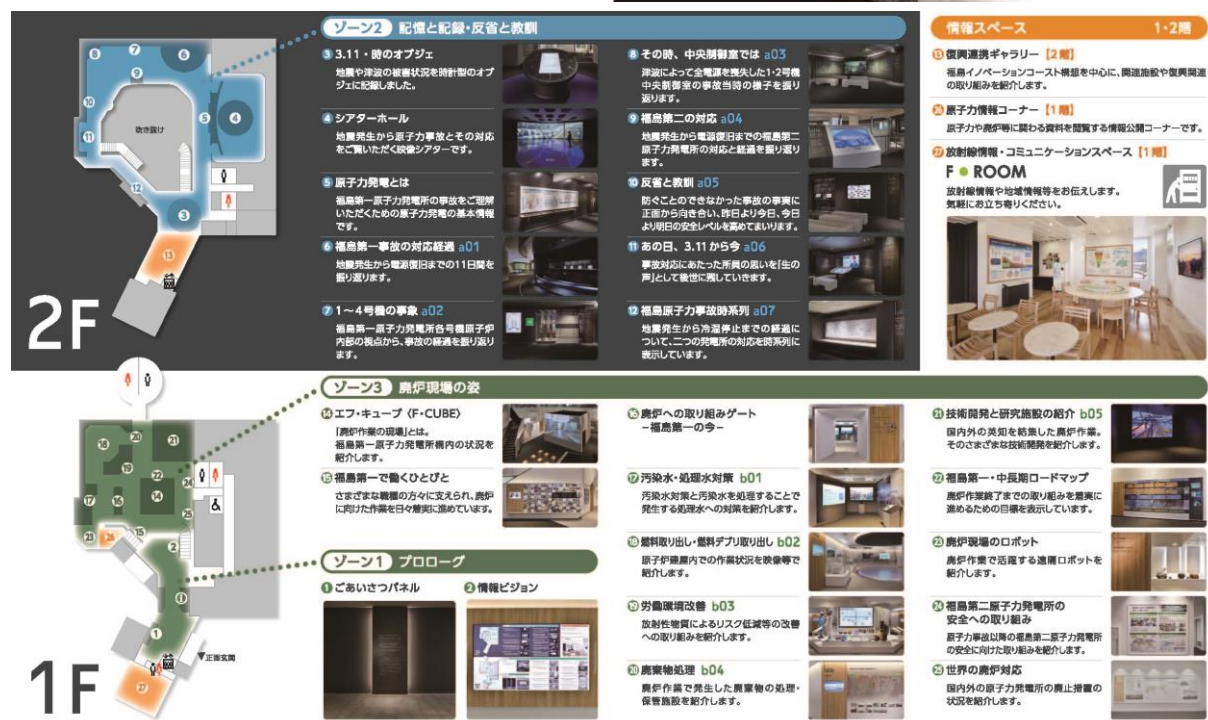 ゾーン2 記憶と記録・反省と教訓
③3.11・時のオブジェ
地震や津波の被害状況を時計型のオブ
ジェに記録しました。
④シアターホール
地震発生から原子力事故とその対応
をご覧いただく映像シアターです。
⑤原子力発電とは
福島第一原子力発電所の事故をご理解
いただくための原子力発電の基本情報
です。
⑥福島第一事故の対応経過 a01
地震発生から電源復旧までの11日間を
振り返ります。
⑦1~4号機の事象 a02
福島第一原子力発電所各号機原子炉
内部の視点から、事故の経過を振り返り
ます。
⑧その時、中央制御室では a03
津波によって全電源を喪失した1・2号機
中央制御室の事故当時の様子を振り
返ります。
⑨福島第二の対応 a04
地震発生から電源復旧までの福島第二
原子力発電所の対応と経過を振り返り
ます。
⑩反省と教訓 a05
防ぐことのできなかった事故の事実に
正面から向き合い、昨日より今日、今日
より明日の安全レベルを高めてまいります。
⑪あの日、3.11から今 a06
事故対応にあたった所員の思いを「生の
声」として後世に残していきます。
⑫福島原子力事故時系列 a07
地震発生から冷温停止までの経過に
ついて、二つの発電所の対応を時系列に
表示しています。
情報スペース 1・2階
⑬復興連携ギャラリー【2階】
福島イノベーションコースト構想を中心に、関連施設や復興関連
の取り組みを紹介します。
㉖原子力情報コーナー【1階】
原子力や廃炉等に関わる資料を閲覧する情報公開コーナーです。
㉗放射線情報・コミュニケーションスペース【1階】
F●ROOM
放射線情報や地域情報等をお伝えします。
気軽にお立ち寄りください。
⑧
⑦
⑥
⑨
⑩
吹き抜け
⑤
④
⑪
⑫
③
⑬
2F
ゾーン3 廃炉現場の姿
⑭エフ・キューブ〈F・CUBE〉
「廃炉作業の現場」とは。
福島第一原子力発電所構内の状況を
紹介します。
⑮福島第一で働くひとびと
さまざまな職種の方々に支えられ、廃炉
に向けた作業を日々着実に進めています。
⑯廃炉への取り組みゲート
-福島第一の今-
⑰汚染水・処理水対策 b01
汚染水対策と汚染水を処理することで
発生する処理水への対策を紹介します。
⑱燃料取り出し・燃料デブリ取り出し b02
原子炉建屋内での作業状況を映像等で
紹介します。
⑲労働環境改善 b03
放射性物質によるリスク低減等の改善
への取り組みを紹介します。
⑳廃棄物処理 b04
廃炉作業で発生した廃棄物の処理・
保管施設を紹介します。
㉑技術開発と研究施設の紹介 b05
国内外の英知を結集した廃炉作業。
そのさまざまな技術開発を紹介します。
㉒福島第一・中長期ロードマップ
廃炉作業終了までの取り組みを着実に
進めるための目標を表示しています。
㉓廃炉現場のロボット
廃炉作業で活躍する遠隔ロボットを
紹介します。
㉔福島第二原子力発電所の
安全への取り組み
原子力事故以降の福島第二原子力発電所
の安全に向けた取り組みを紹介します。
㉕世界の廃炉対応
国内外の原子力発電所の廃止措置の
状況を紹介します。
ゾーン1 プロローグ
①ごあいさつパネル
②情報ビジョン
⑱
⑳
㉑
⑲
㉒
㉔
⑰
⑯
⑭
㉕
㉓
㉖
⑮
②
①
▼正面玄関
㉗
1F